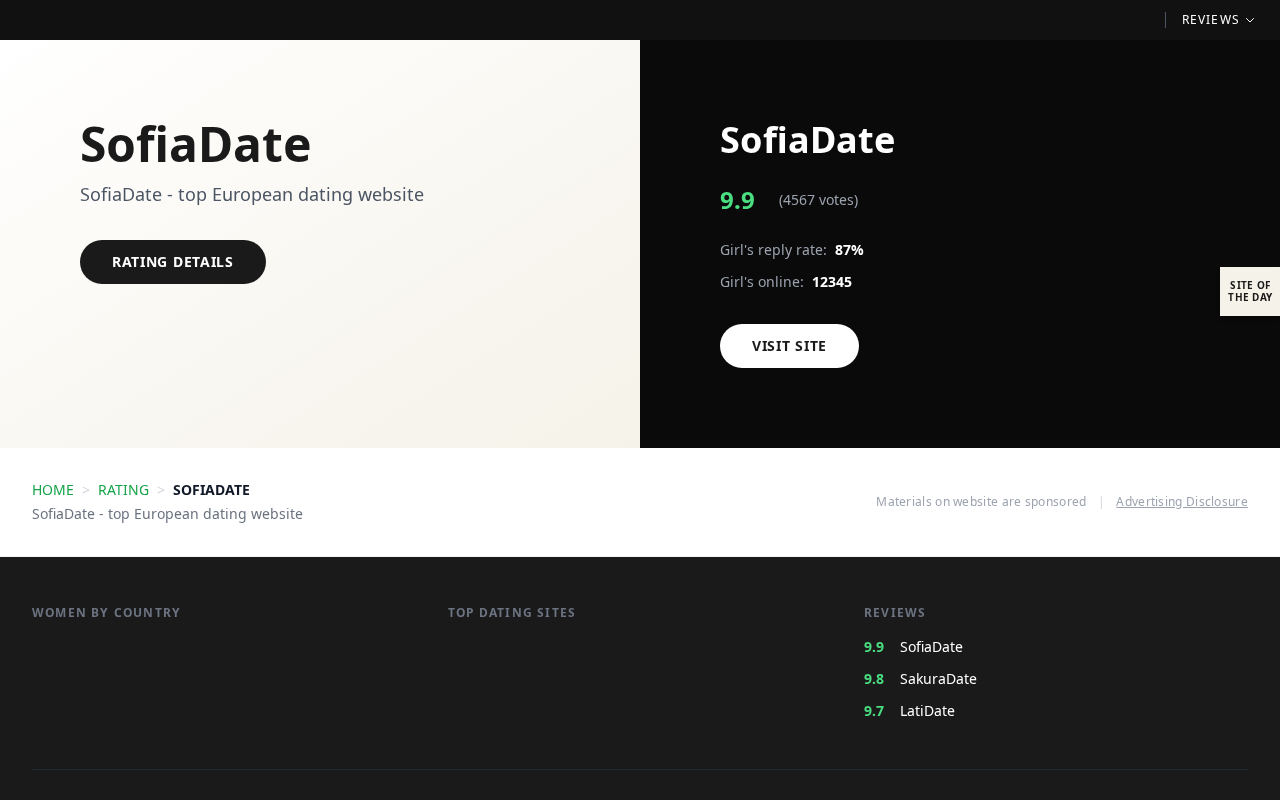 REVIEWS
SofiaDate
SofiaDate - top European dating website
RATING DETAILS
SofiaDate
9.9 (4567 votes)
Girl's reply rate: 87%
Girl's online: 12345
VISIT SITE
SITE OF
THE DAY
HOME > RATING > SOFIADATE
SofiaDate - top European dating website
Materials on website are sponsored | Advertising Disclosure
WOMEN BY COUNTRY
TOP DATING SITES
REVIEWS
9.9 SofiaDate
9.8 SakuraDate
9.7 LatiDate